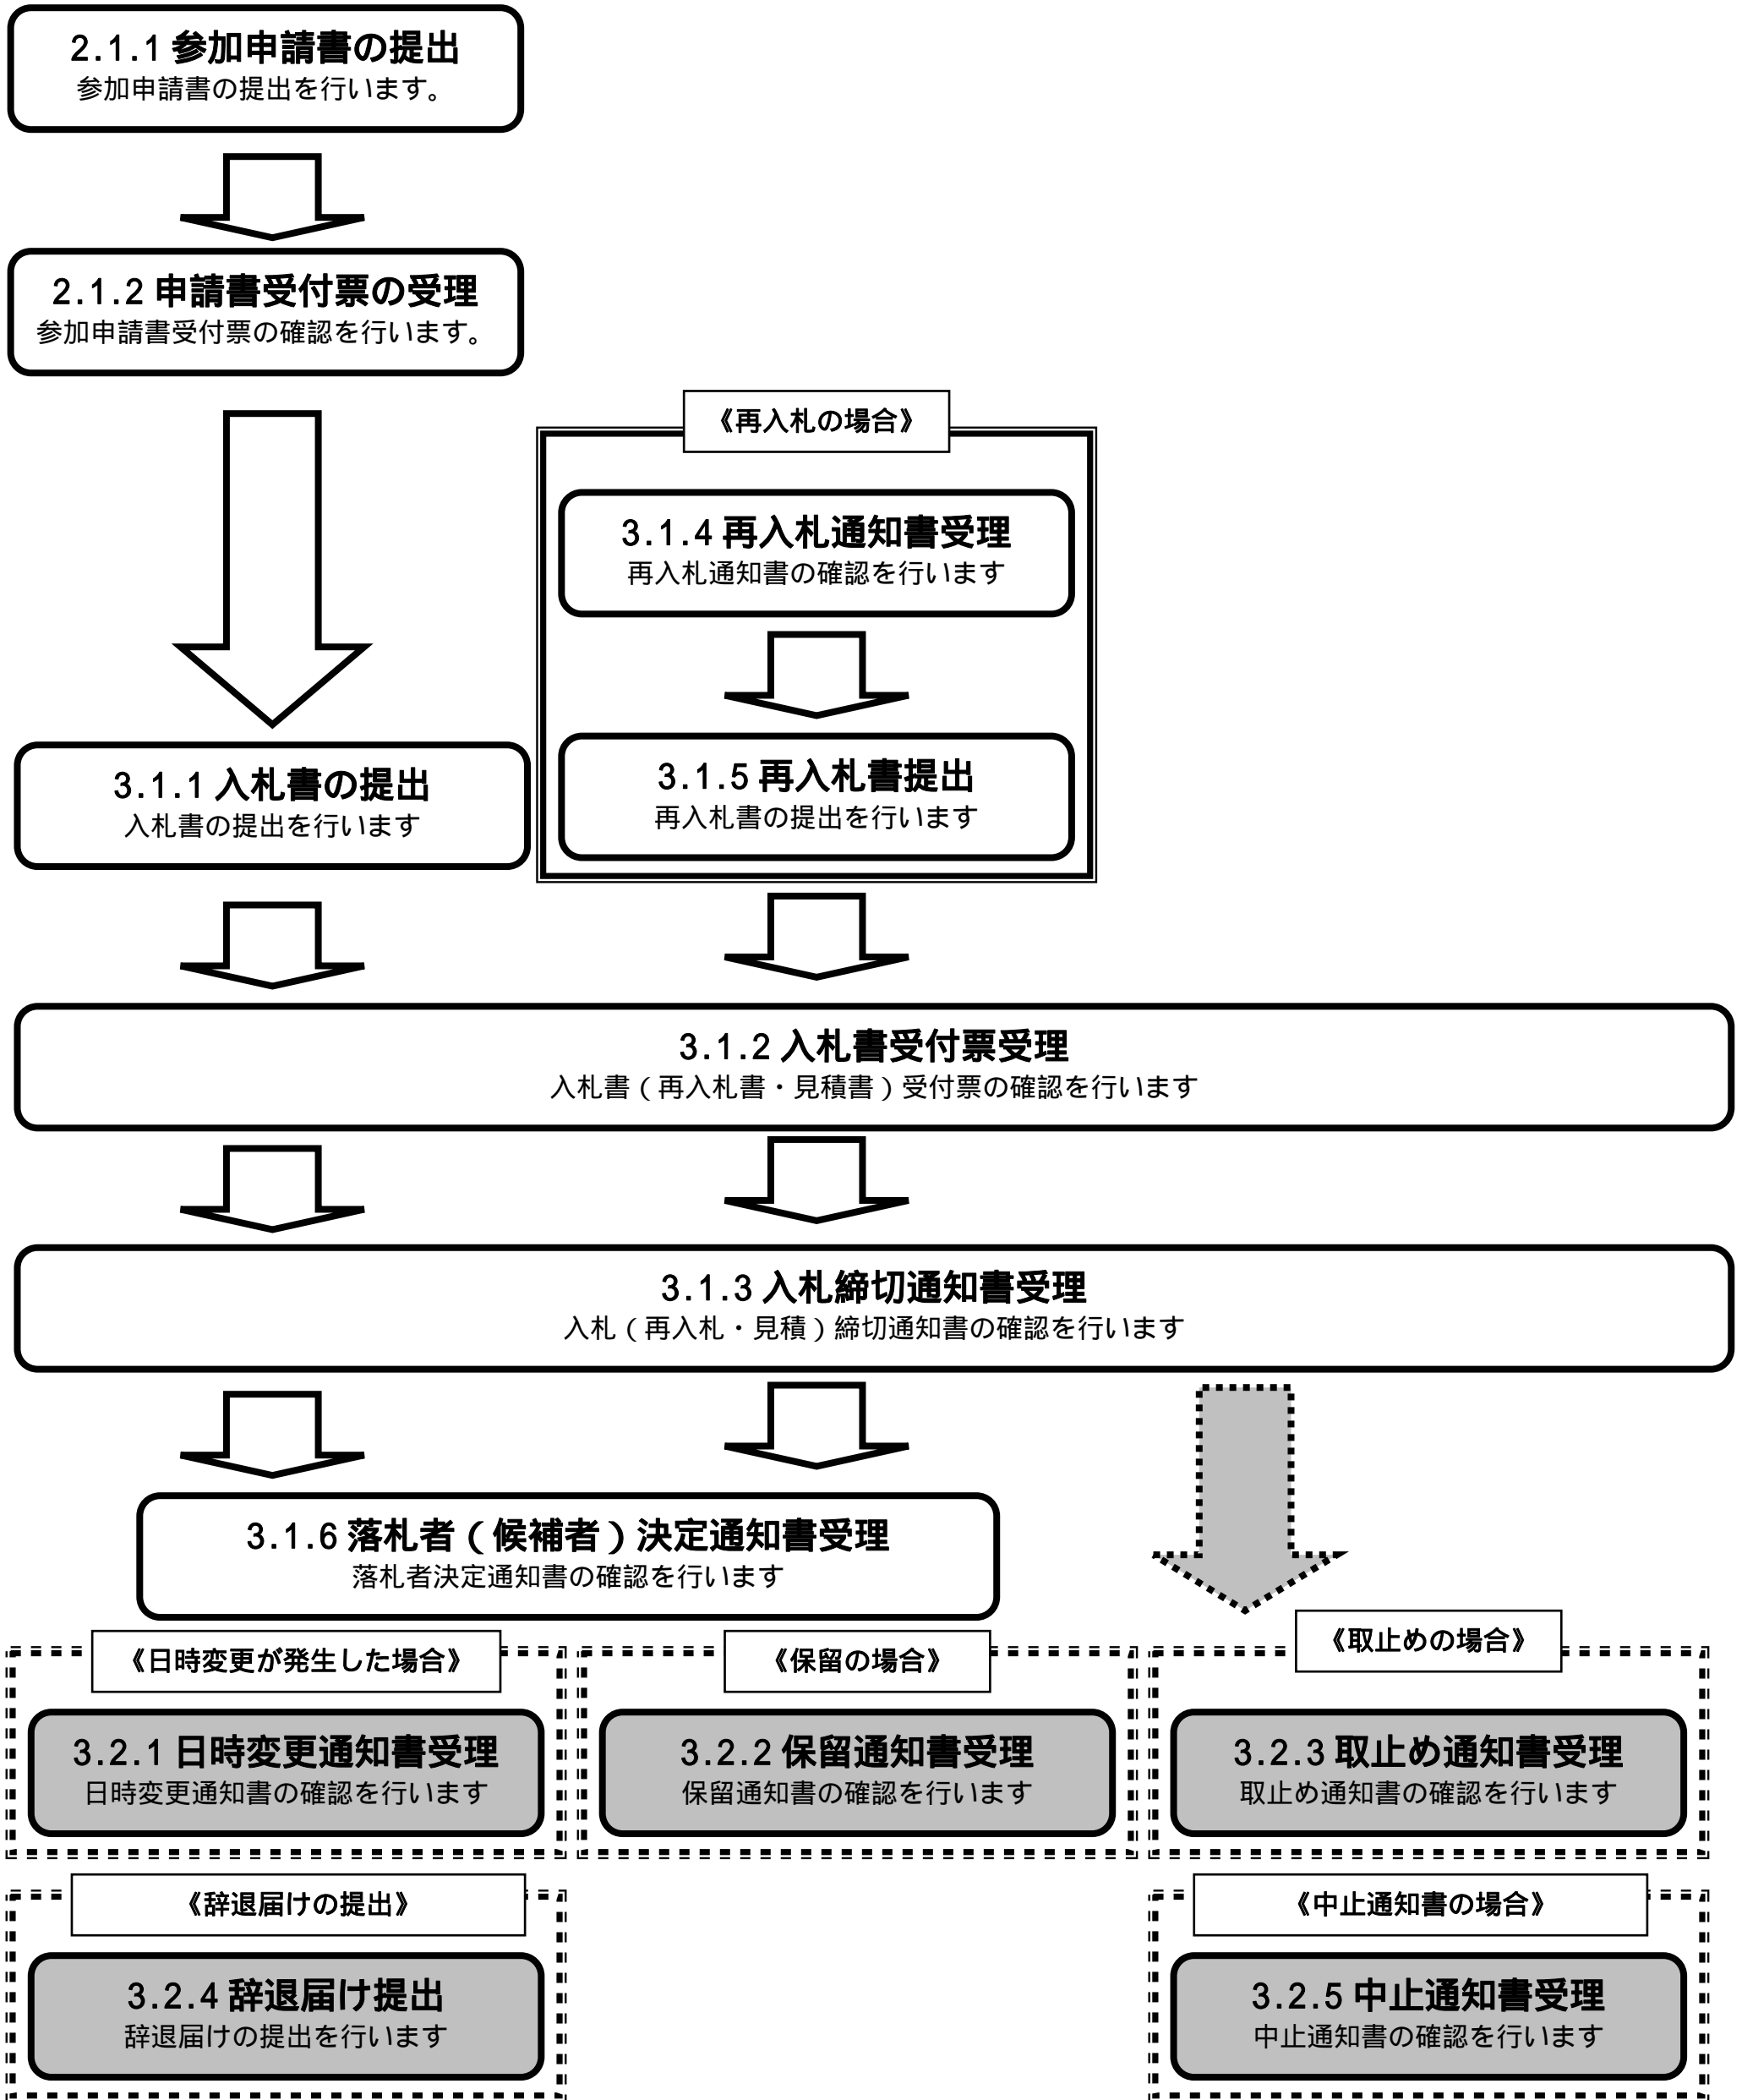 2.1.1 参加申請書の提出
参加申請書の提出を行います。
2.1.2 申請書受付票の受理
参加申請書受付票の確認を行います。
《再入札の場合》
3.1.4 再入札通知書受理
再入札通知書の確認を行います
3.1.5 再入札書提出
再入札書の提出を行います
3.1.1 入札書の提出
入札書の提出を行います
3.1.2 入札書受付票受理
入札書（再入札書・見積書）受付票の確認を行います
3.1.3 入札締切通知書受理
入札（再入札・見積）締切通知書の確認を行います
3.1.6 落札者（候補者）決定通知書受理
落札者決定通知書の確認を行います
《日時変更が発生した場合》
3.2.1 日時変更通知書受理
日時変更通知書の確認を行います
《保留の場合》
3.2.2 保留通知書受理
保留通知書の確認を行います
《取止めの場合》
3.2.3 取止め通知書受理
取止め通知書の確認を行います
《辞退届けの提出》
3.2.4 辞退届け提出
辞退届けの提出を行います
《中止通知書の場合》
3.2.5 中止通知書受理
中止通知書の確認を行います